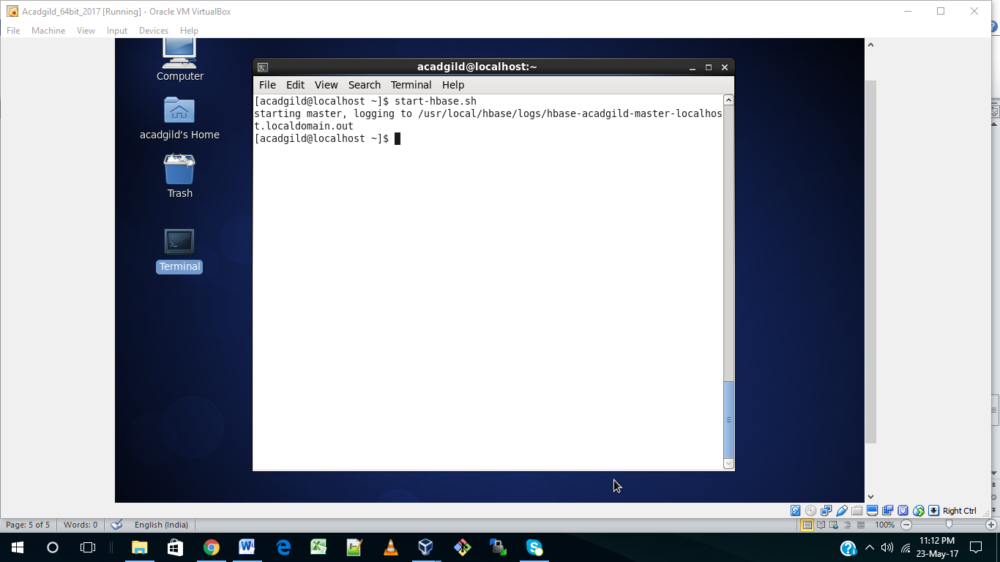 Acadgild_64bit_2017 [Running] - Oracle VM VirtualBox
File Machine View Input Devices Help
Computer
acadgild's Home
Trash
Terminal
acadgild@localhost:~
File Edit View Search Terminal Help
[acadgild@localhost ~]$ start-hbase.sh
starting master, logging to /usr/local/hbase/logs/hbase-acadgild-master-localhos
t.localdomain.out
[acadgild@localhost ~]$
Right Ctrl
Page: 5 of 5 Words: 0 English (India) 100%
11:12 PM
23-May-17